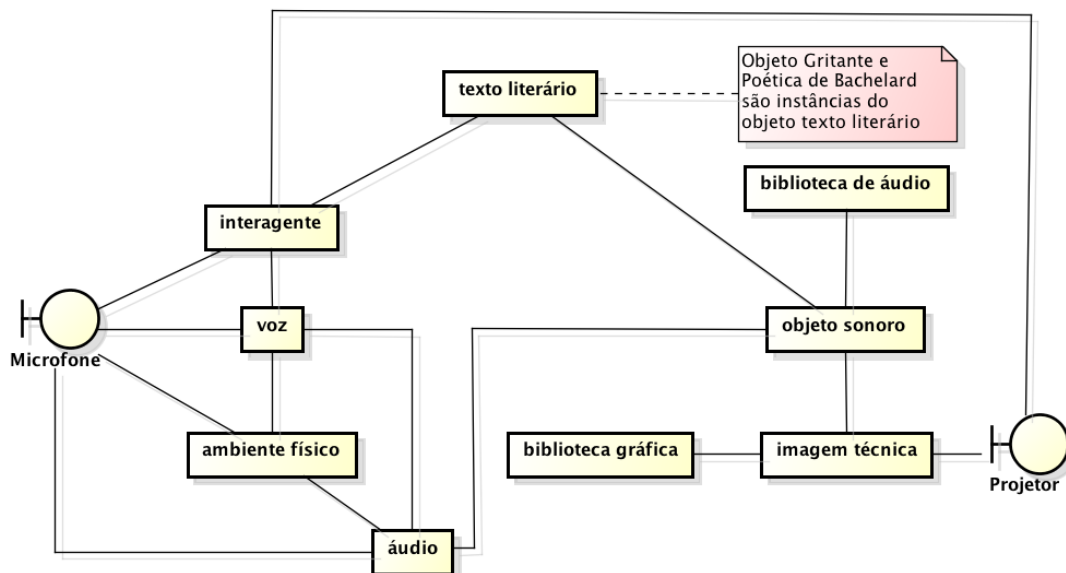 texto literário
Objeto Gritante e
Poética de Bachelard
são instâncias do
objeto texto literário
biblioteca de áudio
interagente
Microfone
voz
objeto sonoro
ambiente físico
biblioteca gráfica
imagem técnica
Projetor
áudio